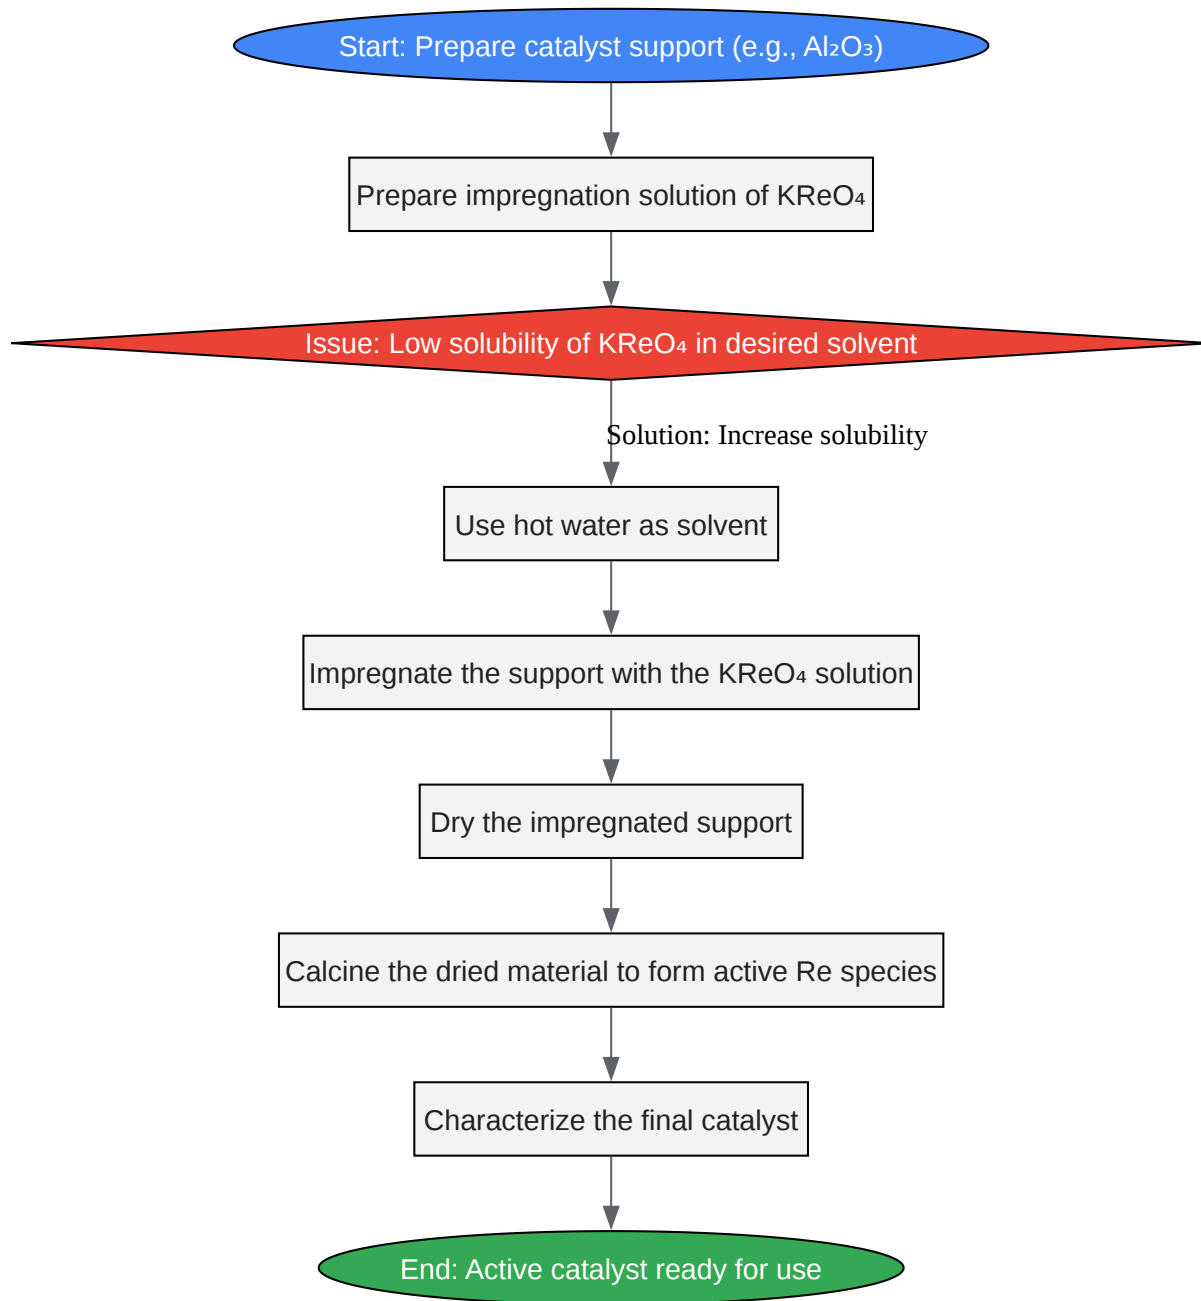 Start: Prepare catalyst support (e.g., Al₂O₃)
Prepare impregnation solution of KReO₄
Issue: Low solubility of KReO₄ in desired solvent
Solution: Increase solubility
Use hot water as solvent
Impregnate the support with the KReO₄ solution
Dry the impregnated support
Calcine the dried material to form active Re species
Characterize the final catalyst
End: Active catalyst ready for use